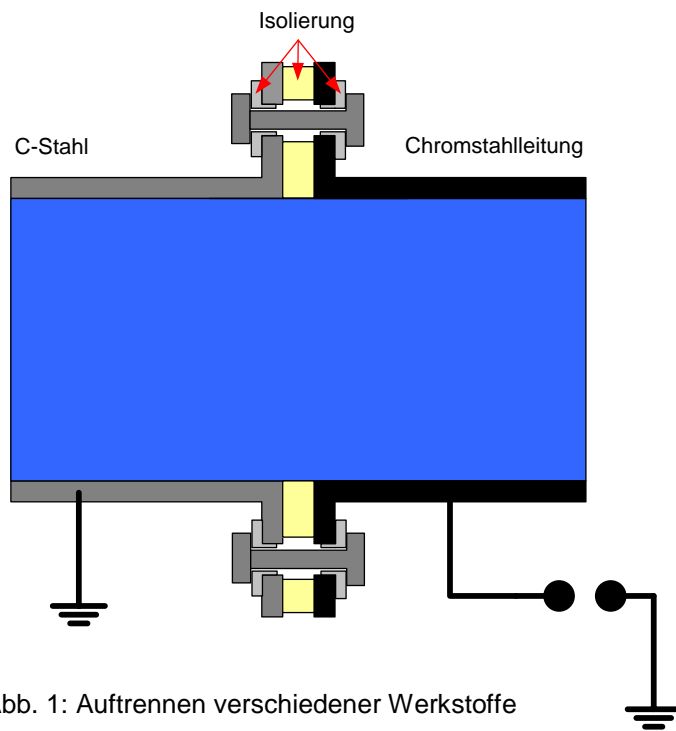 Isolierung
C-Stahl
Chromstahlleitung
bb. 1: Auftrennen verschiedener Werkstoffe